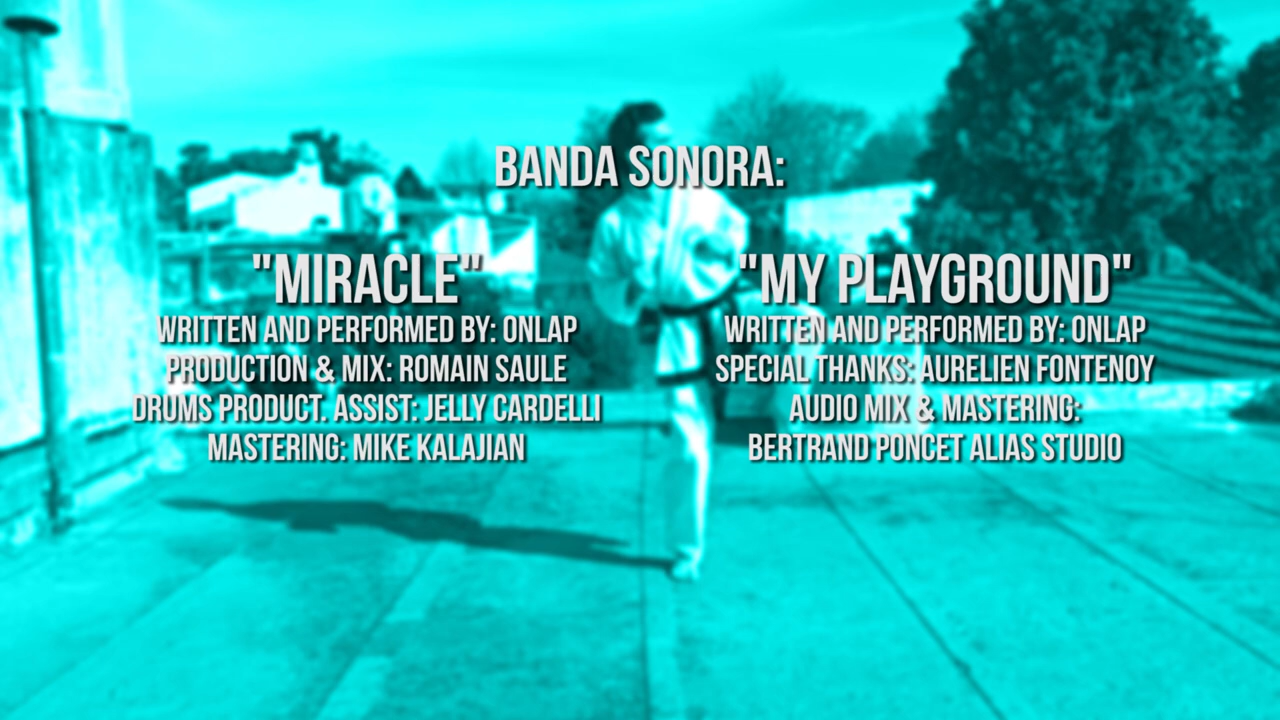 BANDA SONORA:
"MIRACLE"
WRITTEN AND PERFORMED BY: ONLAP
PRODUCTION & MIX: ROMAIN SAULE
DRUMS PRODUCT. ASSIST: JELLY CARDELLI
MASTERING: MIKE KALAJIAN
"MY PLAYGROUND"
WRITTEN AND PERFORMED BY: ONLAP
SPECIAL THANKS: AURELIEN FONTENOY
AUDIO MIX & MASTERING:
BERTRAND PONCET ALIAS STUDIO